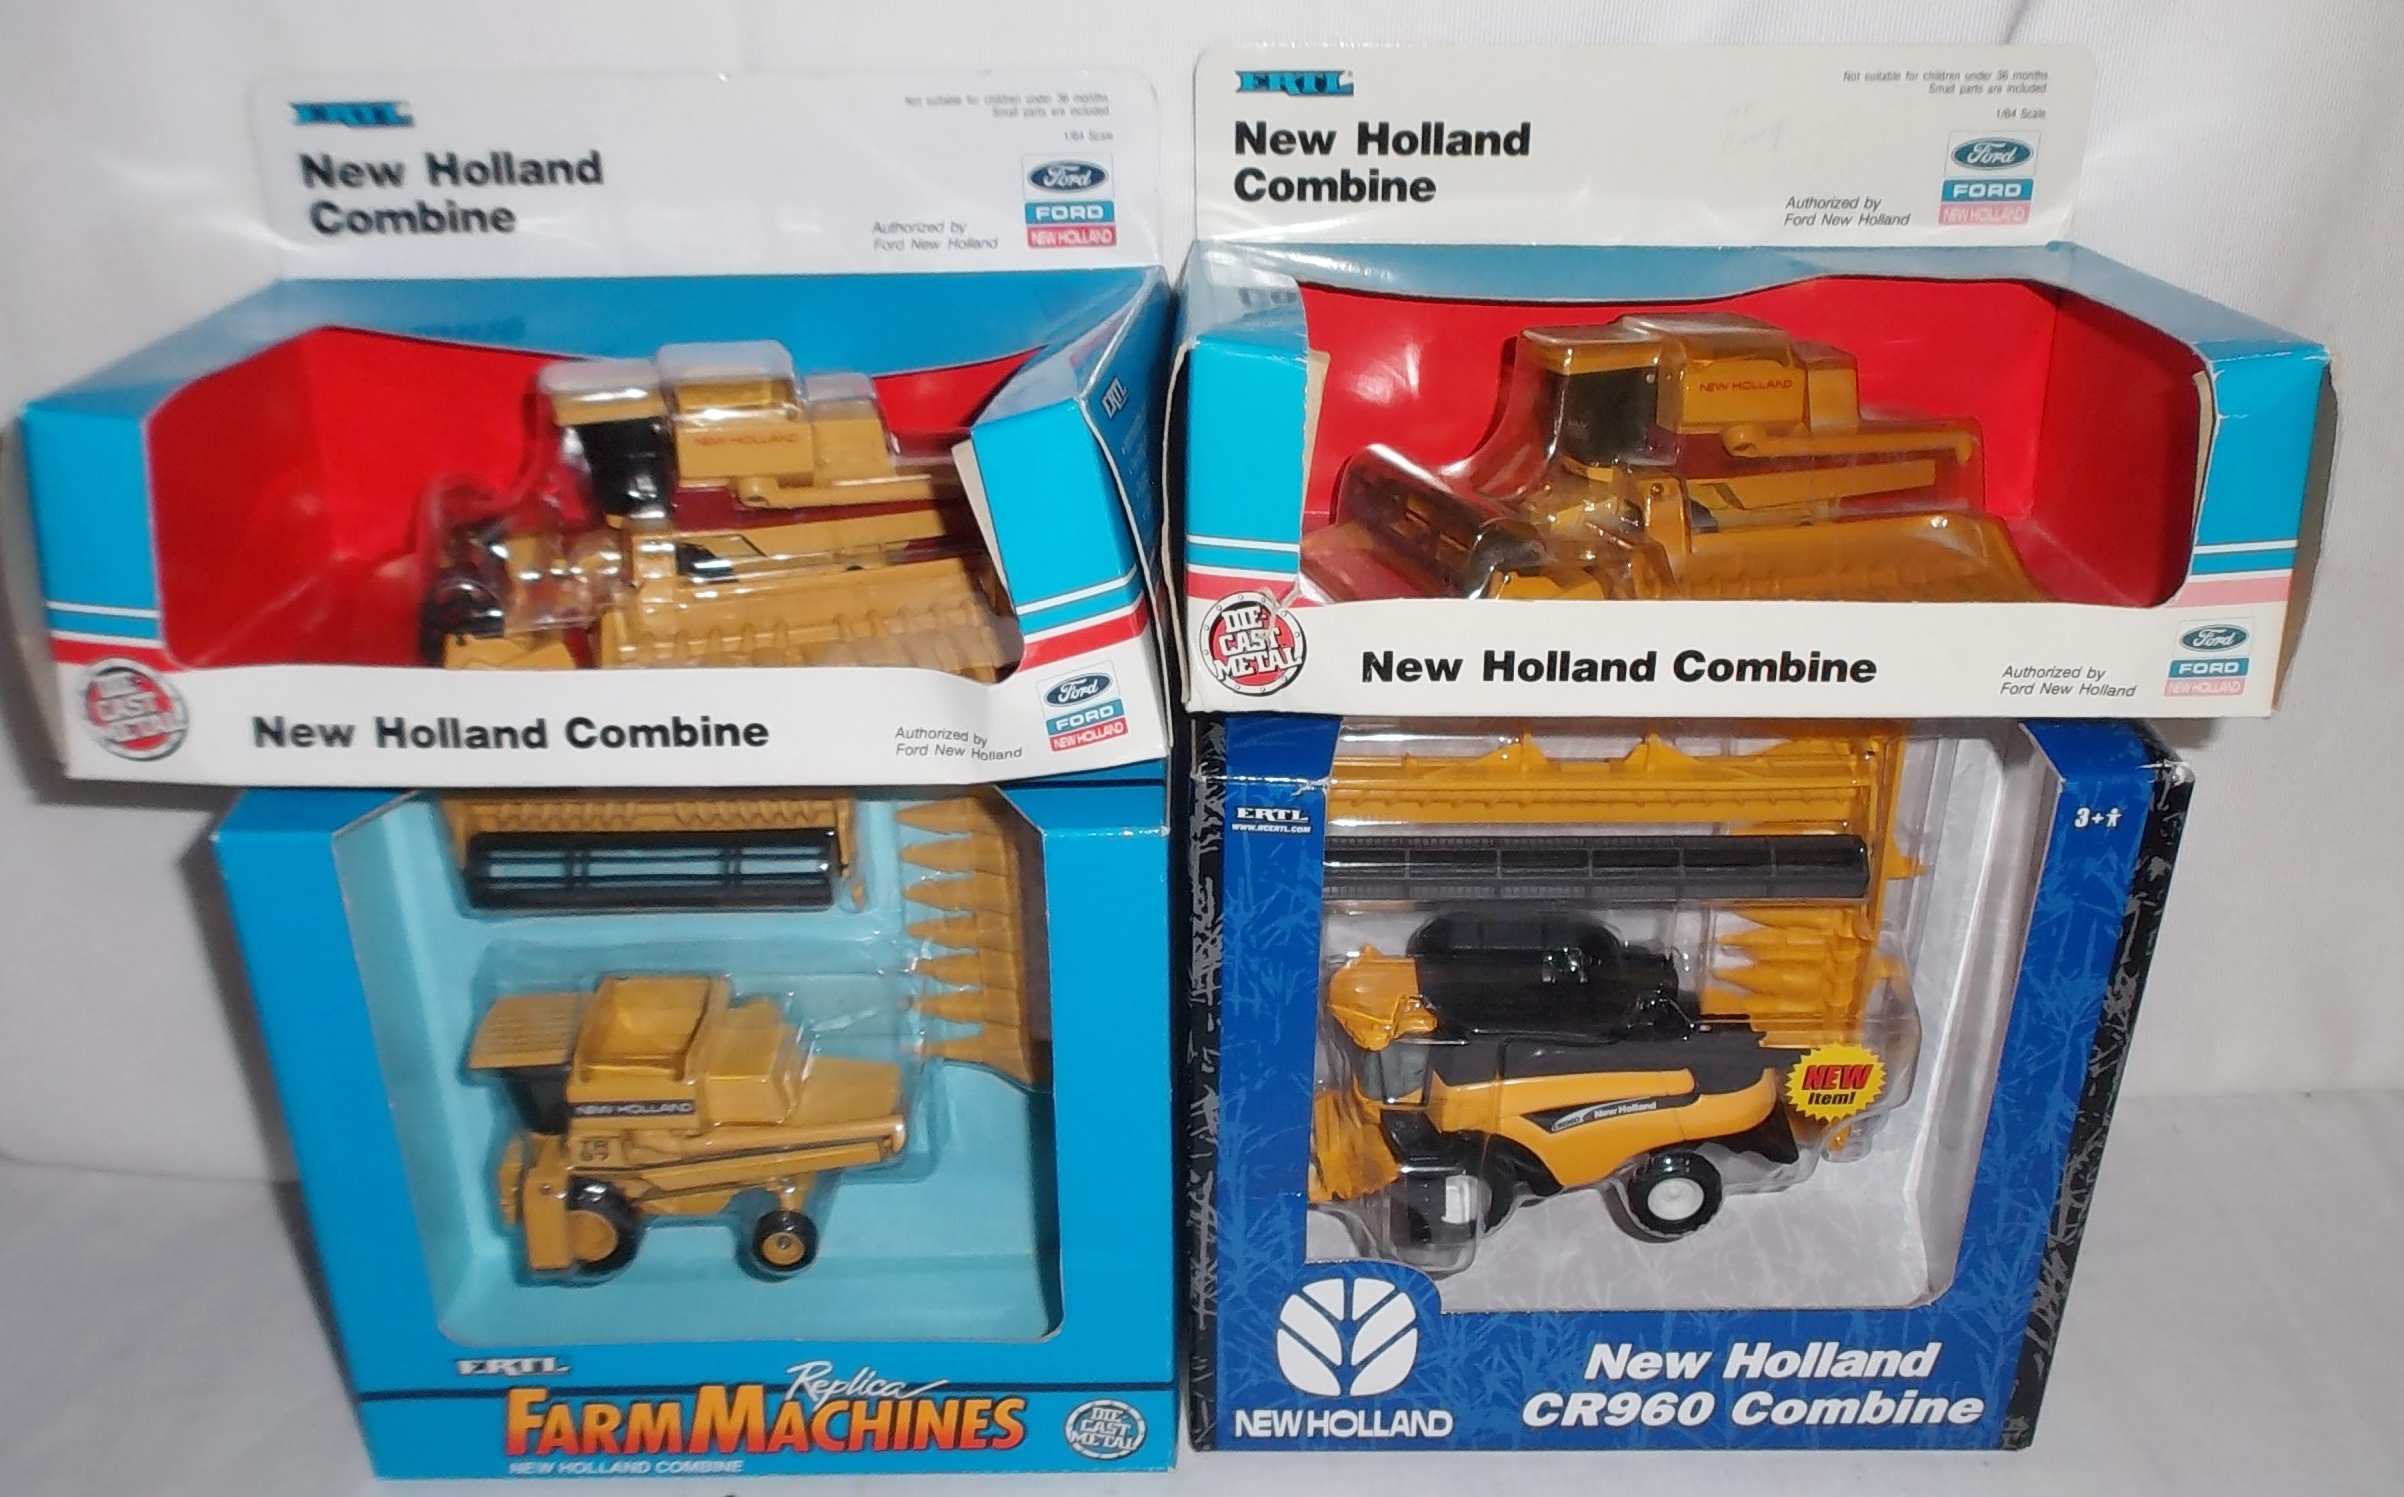 ERTL
New Holland
Combine
Not suitable for children under 36 months
Small parts are included
1/64 Scale
Ford
FORD
NEW HOLLAND
Authorized by
Ford New Holland
NEW HOLLAND
ERTL
DIE
CAST
METAL
New Holland Combine
Authorized by
Ford New Holland
Ford
FORD
NEW HOLLAND
ERTL
New Holland
Combine
Not suitable for children under 36 months
Small parts are included
1/64 Scale
Ford
FORD
NEW HOLLAND
Authorized by
Ford New Holland
NEW HOLLAND
DIE
CAST
METAL
New Holland Combine
Authorized by
Ford New Holland
Ford
FORD
NEW HOLLAND
NEW HOLLAND
ERTL
Replica
FARM MACHINES
NEW HOLLAND COMBINE
DIE
CAST
METAL
ERTL
WWW.RCERTL.COM
3+
CR960 New Holland
NEW
Item!
NEW HOLLAND
New Holland
CR960 Combine